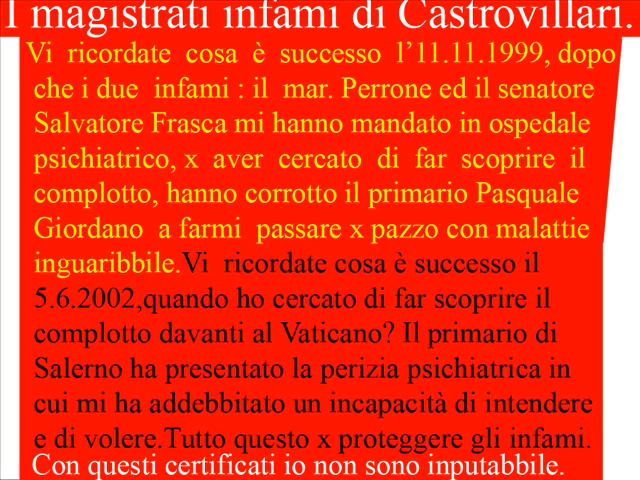 I magistrati infami di Castrovillari.
Vi ricordate cosa è successo l'11.11.1999, dopo
che i due infami : il mar. Perrone ed il senatore
Salvatore Frasca mi hanno mandato in ospedale
psichiatrico, x aver cercato di far scoprire il
complotto, hanno corrotto il primario Pasquale
Giordano a farmi passare x pazzo con malattie
inguaribbile.Vi ricordate cosa è successo il
5.6.2002,quando ho cercato di far scoprire il
complotto davanti al Vaticano? Il primario di
Salerno ha presentato la perizia psichiatrica in
cui mi ha addebbitato un incapacità di intendere
e di volere.Tutto questo x proteggere gli infami.
Con questi certificati io non sono inputabbile.